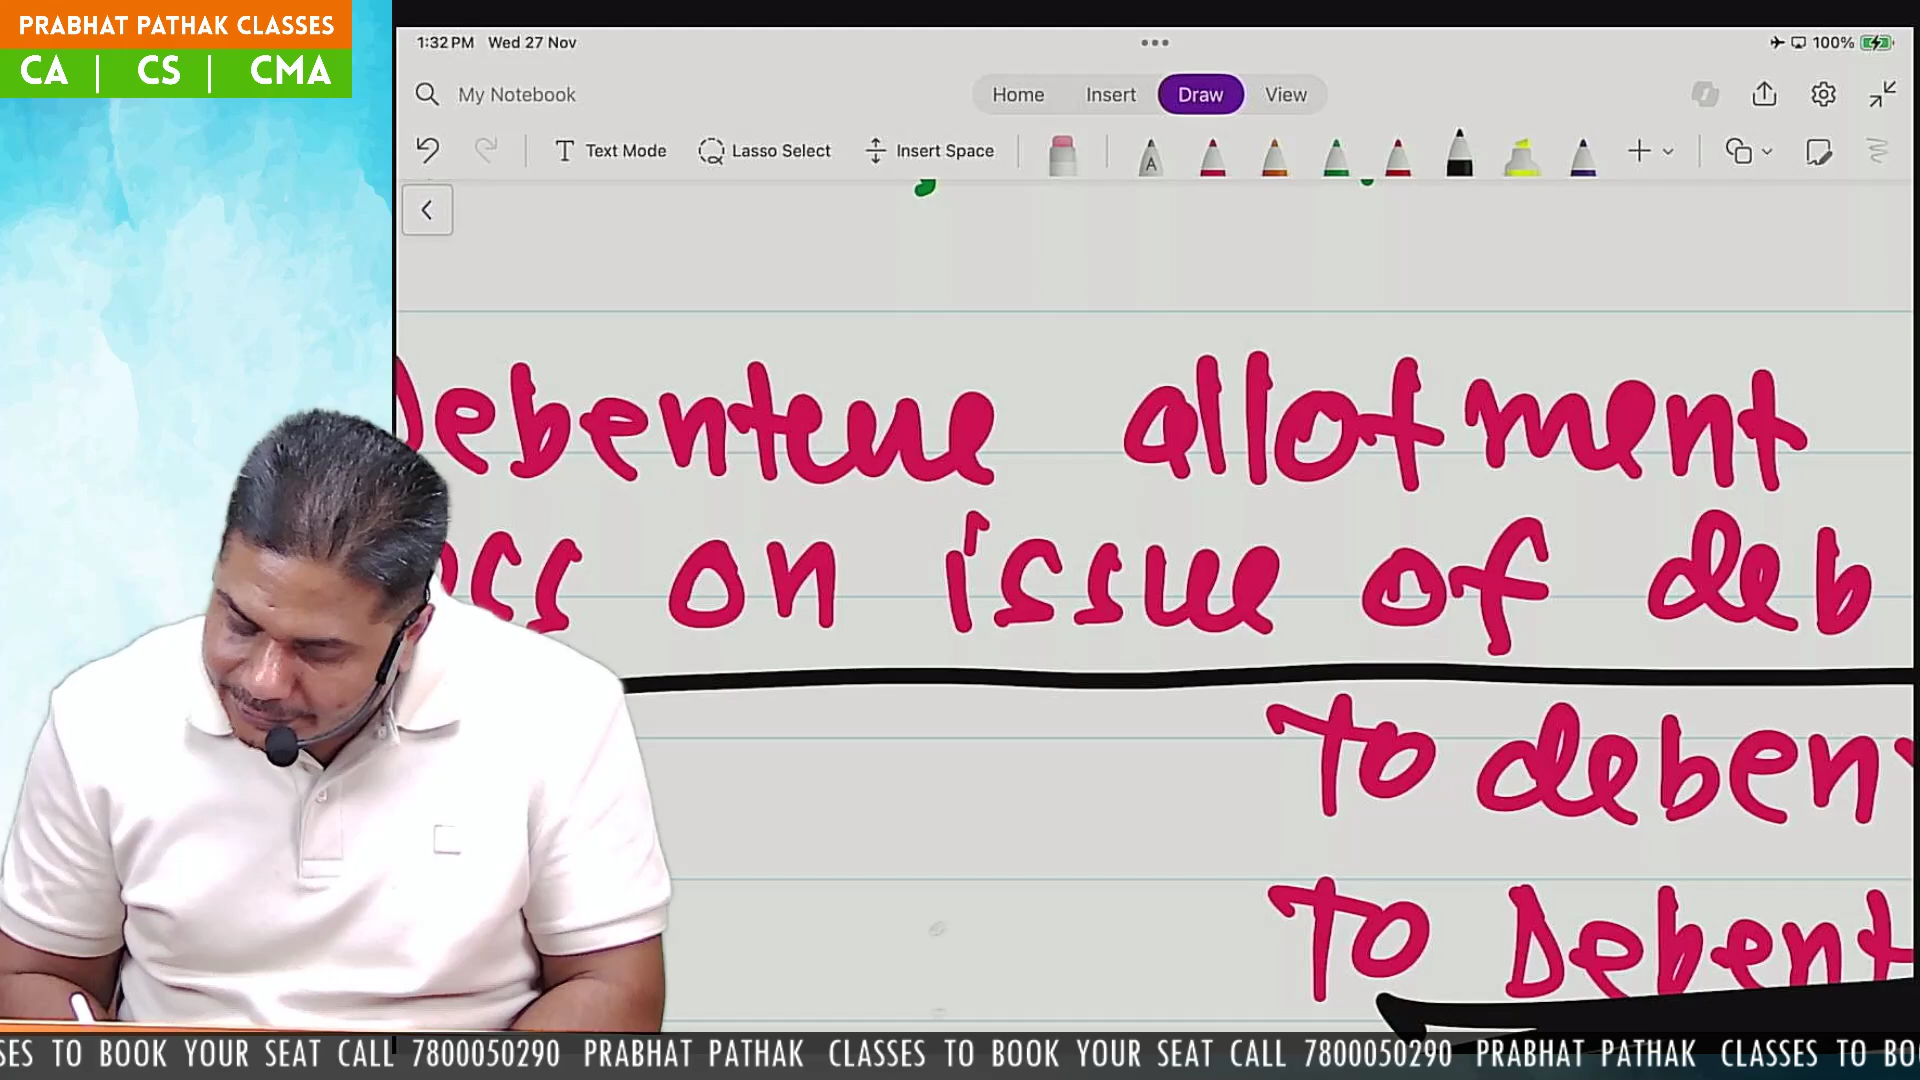 PRABHAT PATHAK CLASSES
CA | CS | CMA
1:32 PM Wed 27 Nov
100%
My Notebook
Home Insert Draw View
Text Mode Lasso Select Insert Space
A
Debenteue allotment
oss on issue of deb
To deben
To Debent
SES TO BOOK YOUR SEAT CALL 7800050290 PRABHAT PATHAK CLASSES TO BOOK YOUR SEAT CALL 7800050290 PRABHAT PATHAK CLASSES TO BO